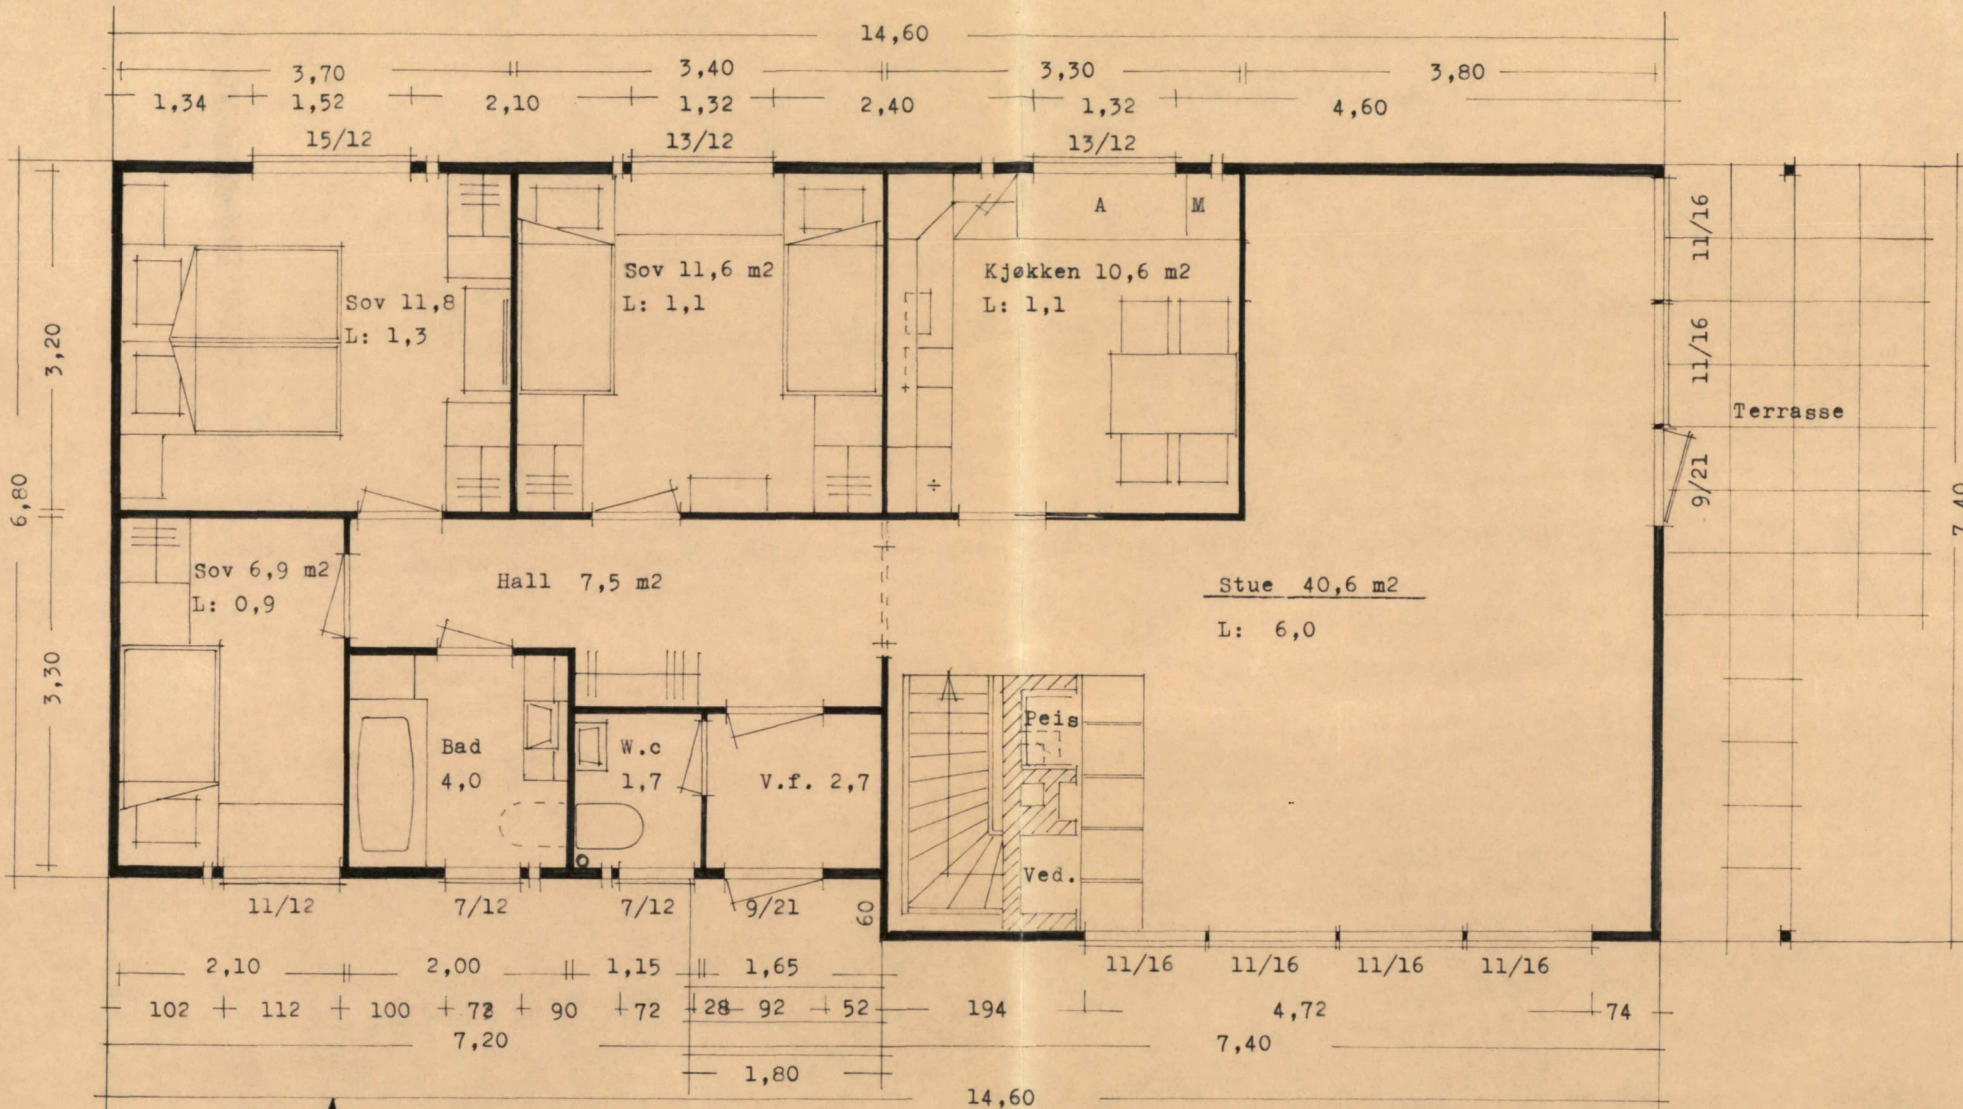 14,60
3,70 3,40 3,30 3,80
1,34 1,52 2,10 1,32 2,40 1,32 4,60
15/12 13/12 13/12
A M
11/16
Sov 11,8
L: 1,3
Sov 11,6 m2
L: 1,1
Kjøkken 10,6 m2
L: 1,1
11/16
Terrasse
9/21
÷
3,20
6,80
7,40
3,30
Sov 6,9 m2
L: 0,9
Hall 7,5 m2
Stue 40,6 m2
L: 6,0
Bad
4,0
W.c
1,7
V.f. 2,7
Peis
Ved.
11/12 7/12 7/12 9/21 60
11/16 11/16 11/16 11/16
2,10 2,00 1,15 1,65
102 112 100 72 90 72 28 92 52 194 4,72 74
7,20 7,40
1,80
14,60